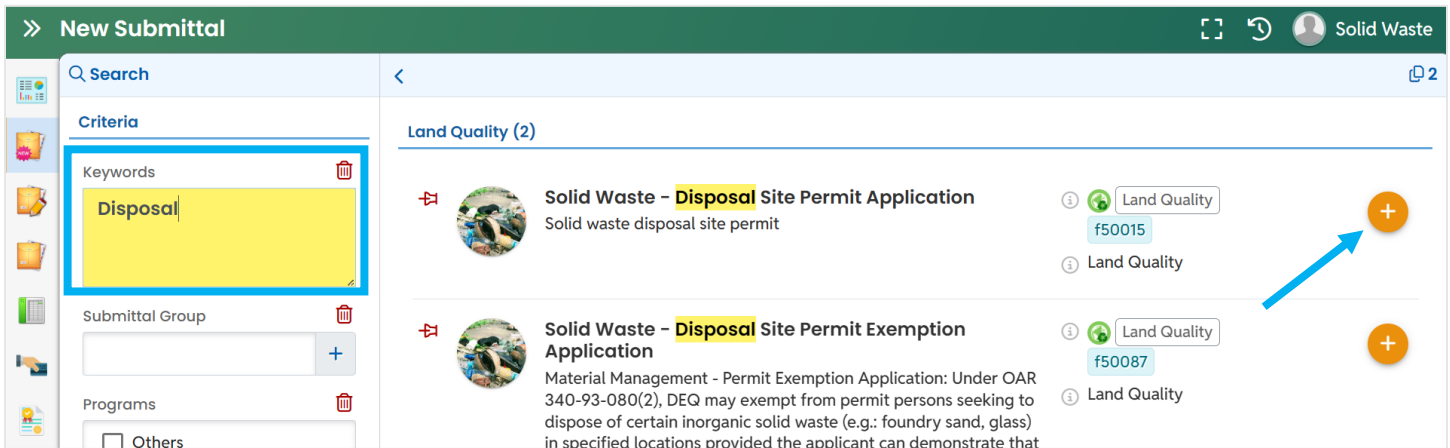 New Submittal
Solid Waste
Search
2
Criteria
Land Quality (2)
Keywords
Disposal
Solid Waste – Disposal Site Permit Application
Solid waste disposal site permit
Land Quality
f50015
Land Quality
Submittal Group
Programs
Others
Solid Waste – Disposal Site Permit Exemption
Application
Material Management - Permit Exemption Application: Under OAR
340-93-080(2), DEQ may exempt from permit persons seeking to
dispose of certain inorganic solid waste (e.g.: foundry sand, glass)
in specified locations provided the applicant can demonstrate that
Land Quality
f50087
Land Quality
NEW